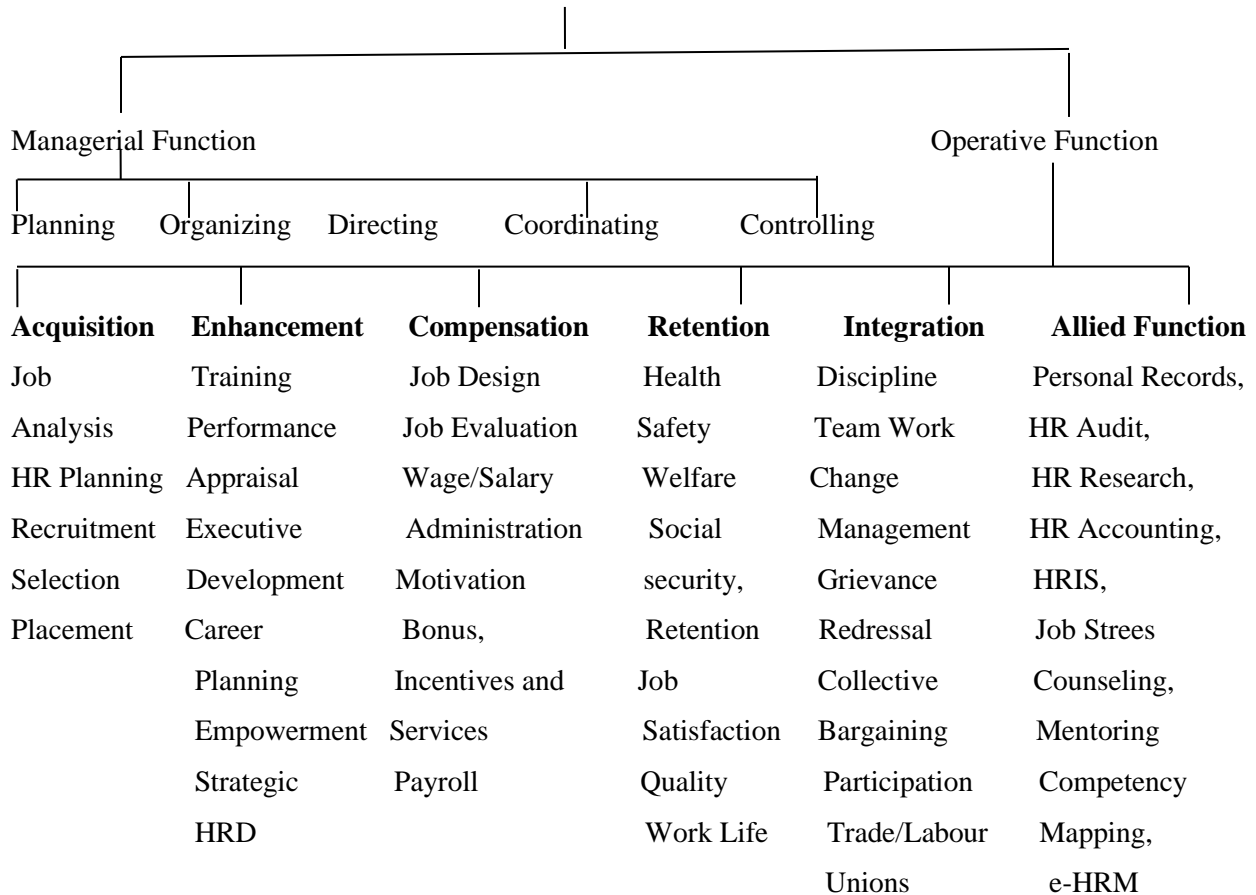 Managerial Function Operative Function
Planning Organizing Directing Coordinating Controlling
Acquisition Enhancement Compensation Retention Integration Allied Function
Job Training Job Design Health Discipline Personal Records,
Analysis Performance Job Evaluation Safety Team Work HR Audit,
HR Planning Appraisal Wage/Salary Welfare Change HR Research,
Recruitment Executive Administration Social Management HR Accounting,
Selection Development Motivation security, Grievance HRIS,
Placement Career Bonus, Retention Redressal Job Strees
Planning Incentives and Job Collective Counseling,
Empowerment Services Satisfaction Bargaining Mentoring
Strategic Payroll Quality Participation Competency
HRD Work Life Trade/Labour Mapping,
Unions e-HRM